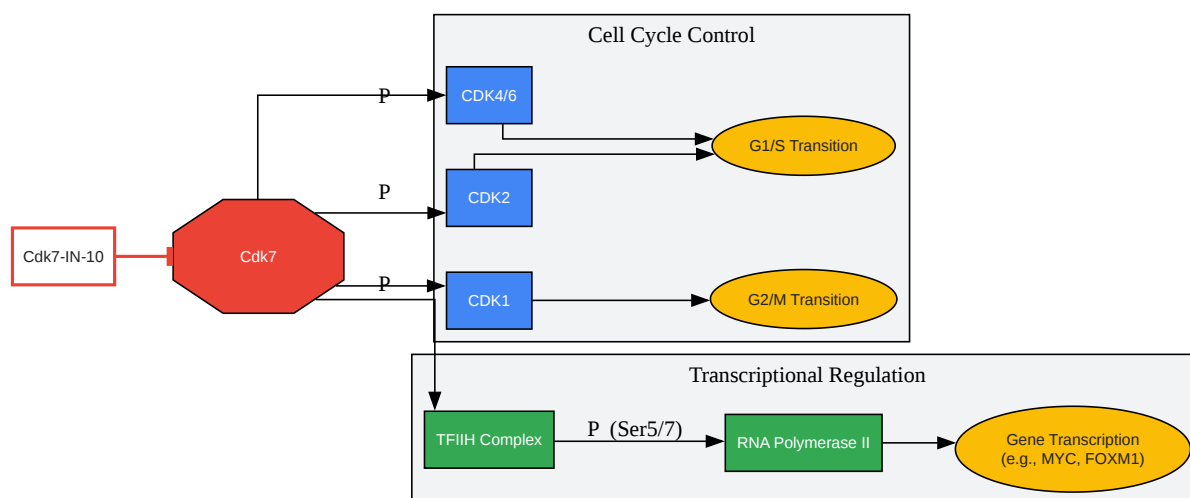 Cell Cycle Control
P
CDK4/6
G1/S Transition
P
CDK2
Cdk7-IN-10
Cdk7
P
CDK1
G2/M Transition
Transcriptional Regulation
TFIIH Complex
P (Ser5/7)
RNA Polymerase II
Gene Transcription
(e.g., MYC, FOXM1)